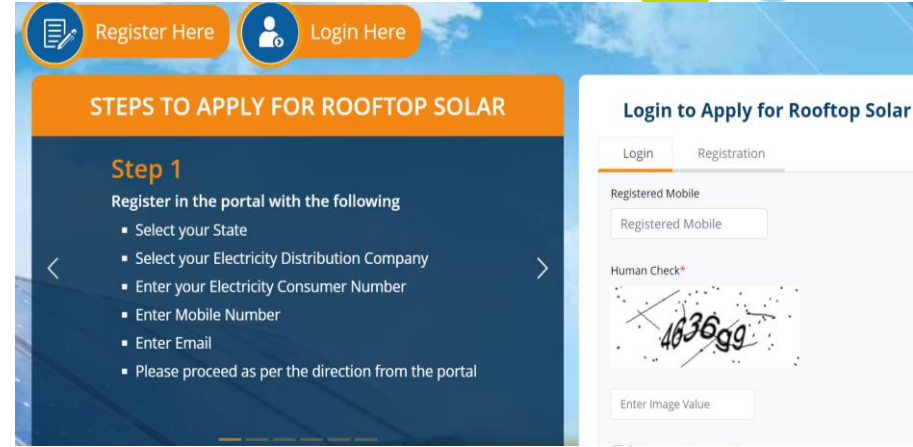 Register Here
Login Here
STEPS TO APPLY FOR ROOFTOP SOLAR
Step 1
Register in the portal with the following
▪ Select your State
▪ Select your Electricity Distribution Company
▪ Enter your Electricity Consumer Number
▪ Enter Mobile Number
▪ Enter Email
▪ Please proceed as per the direction from the portal
Login to Apply for Rooftop Solar
Login Registration
Registered Mobile
Registered Mobile
Human Check*
4636gg
Enter Image Value